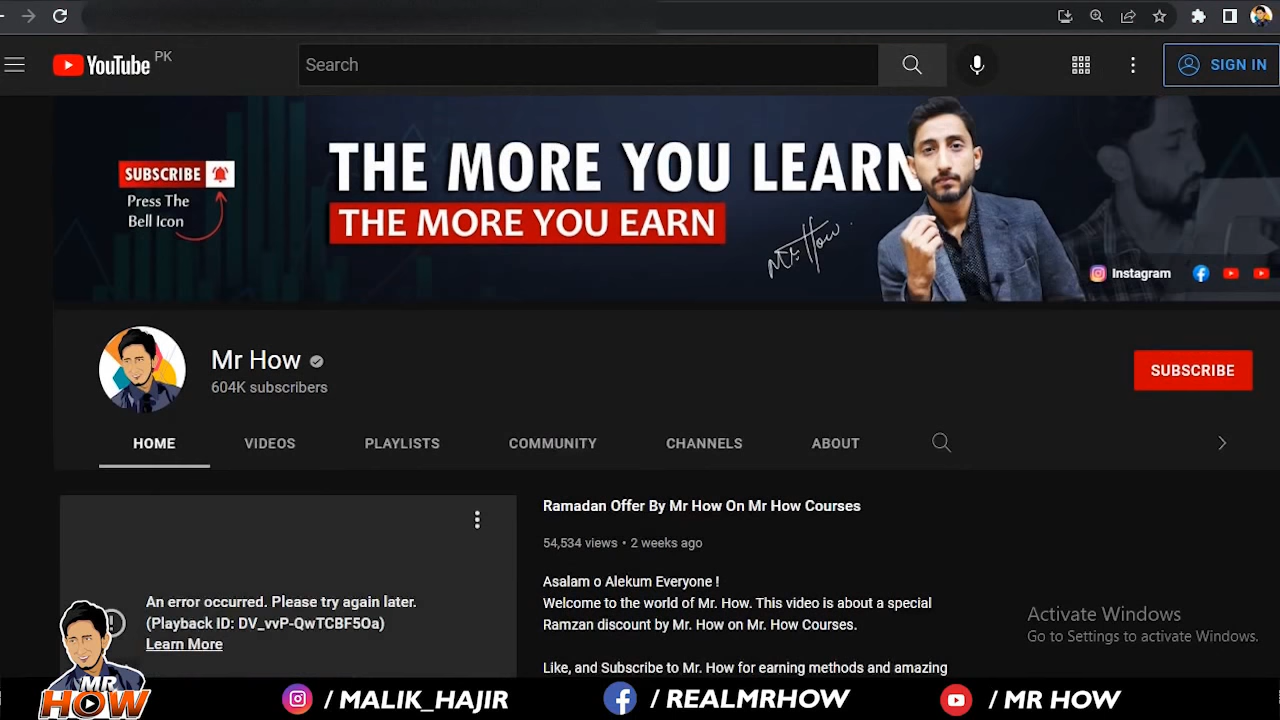 YouTube PK
Search
SIGN IN
SUBSCRIBE
Press The
Bell Icon
THE MORE YOU LEARN
THE MORE YOU EARN
Mr How
Instagram
Mr How
604K subscribers
SUBSCRIBE
HOME
VIDEOS
PLAYLISTS
COMMUNITY
CHANNELS
ABOUT
An error occurred. Please try again later.
(Playback ID: DV_vvP-QwTCBF5Oa)
Learn More
Ramadan Offer By Mr How On Mr How Courses
54,534 views • 2 weeks ago
Asalam o Alekum Everyone !
Welcome to the world of Mr. How. This video is about a special
Ramzan discount by Mr. How on Mr. How Courses.
Like, and Subscribe to Mr. How for earning methods and amazing
Activate Windows
Go to Settings to activate Windows.
MR
HOW
/ MALIK_HAJIR
/ REALMRHOW
/ MR HOW